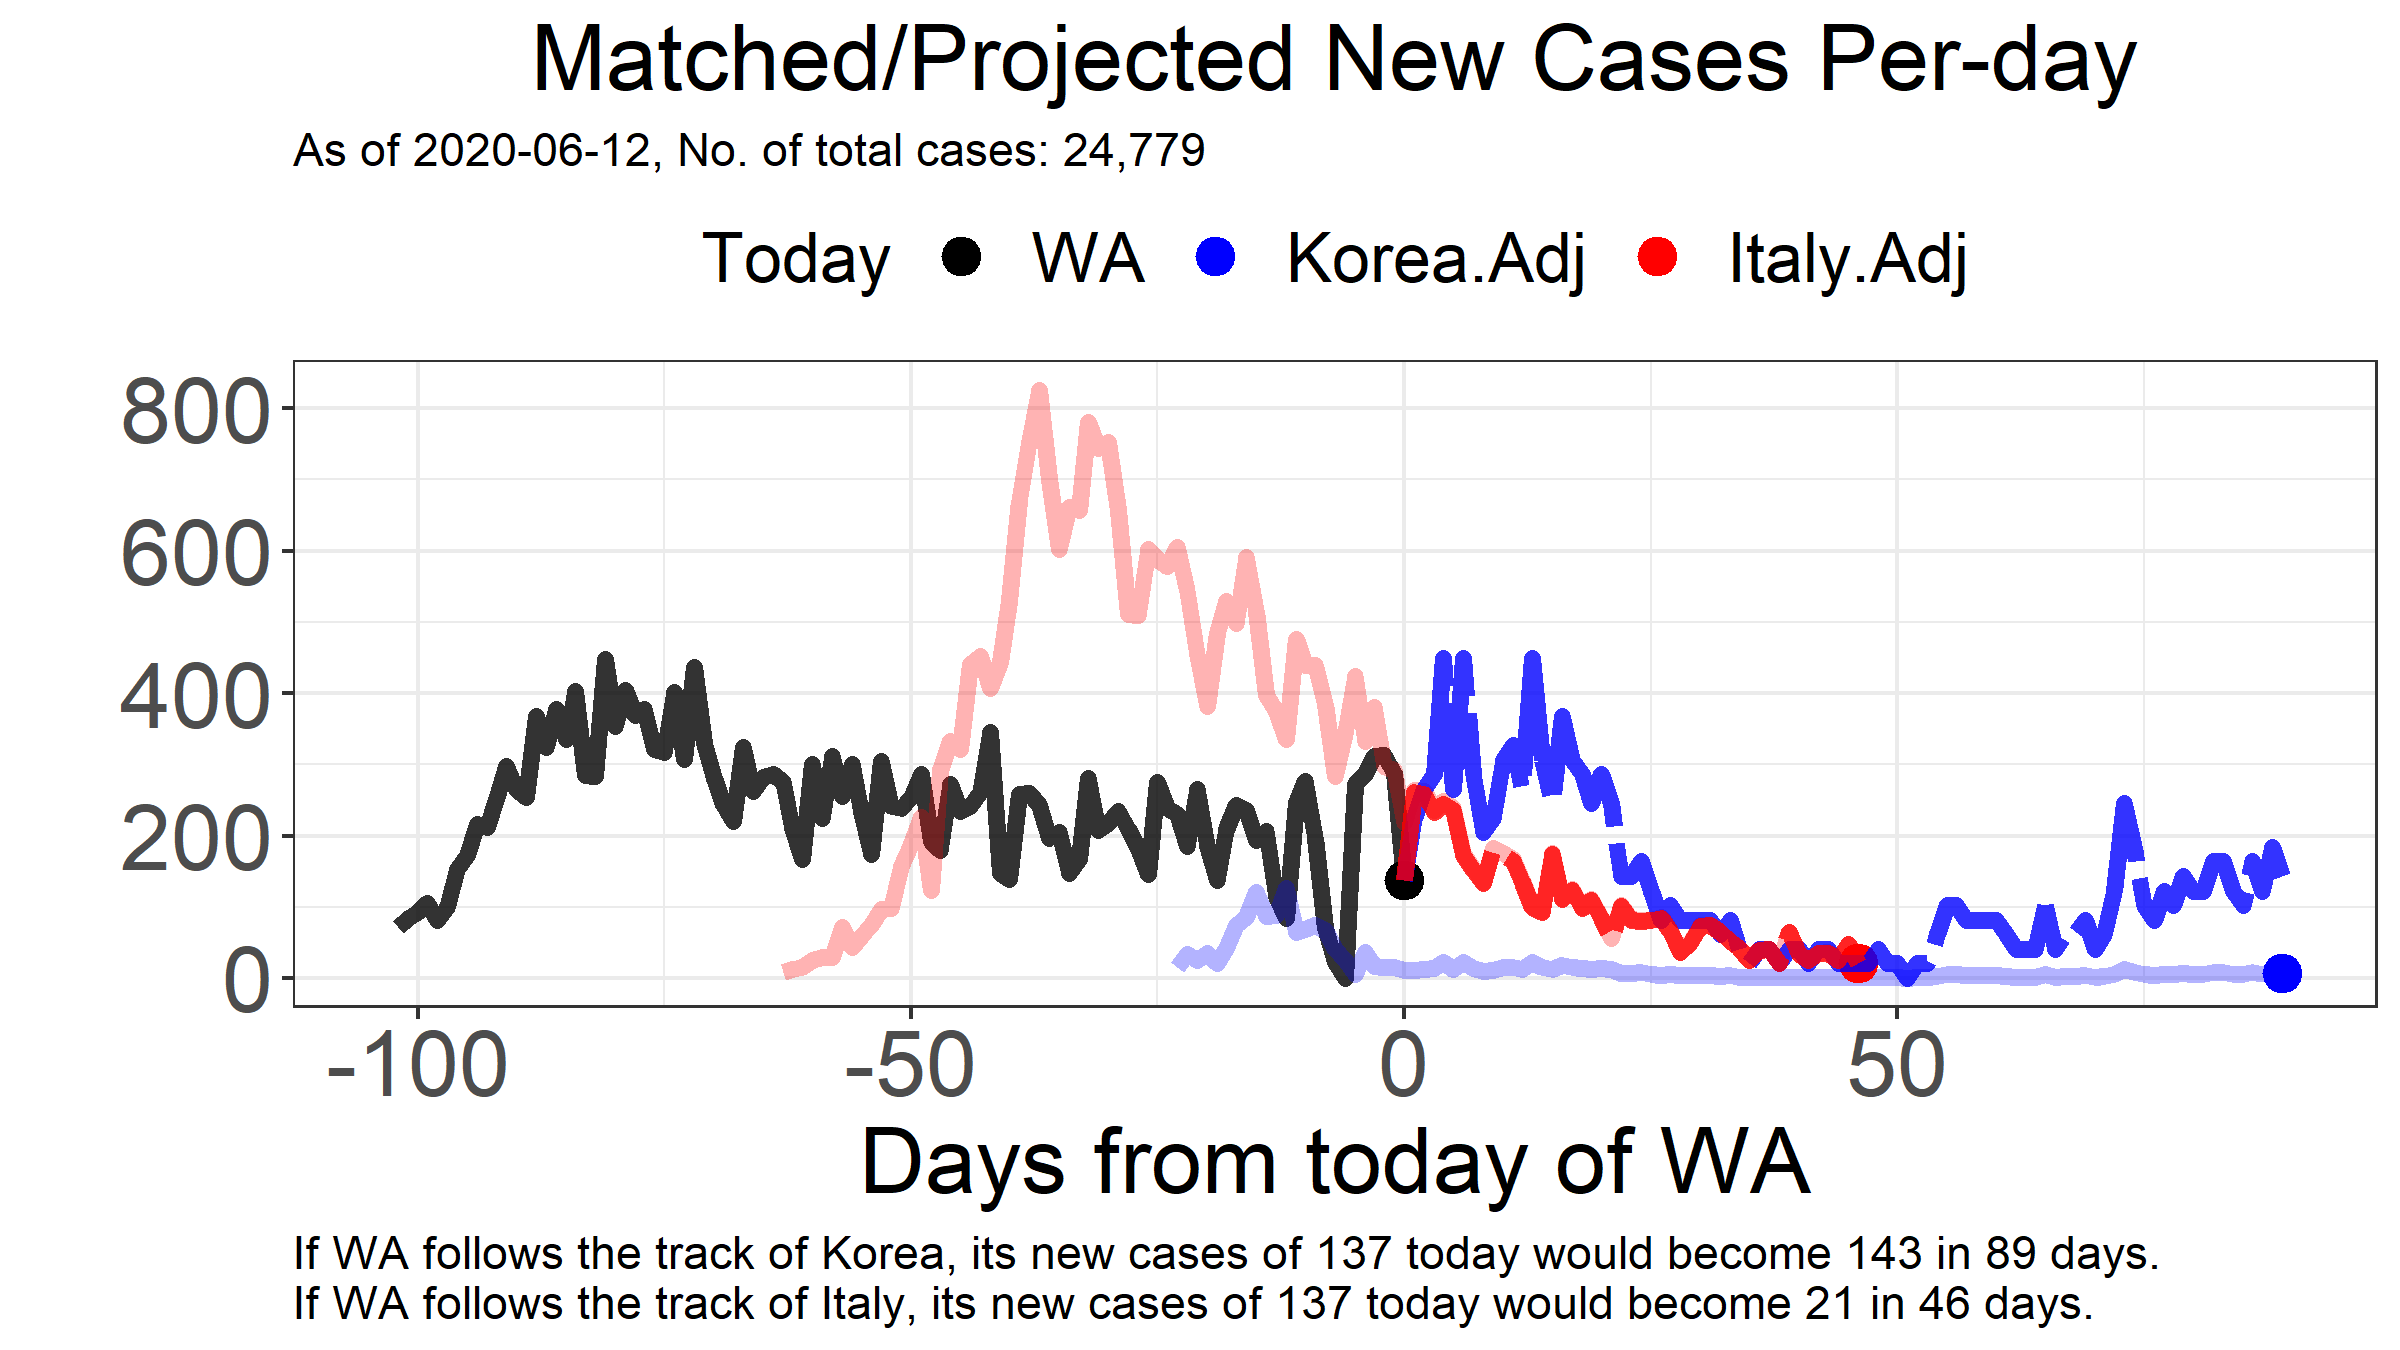 Matched/Projected New Cases Per-day
As of 2020-06-12, No. of total cases: 24,779
Today WA Korea.Adj Italy.Adj
800
600
400
200
0
-100 -50 0 50
Days from today of WA
If WA follows the track of Korea, its new cases of 137 today would become 143 in 89 days.
If WA follows the track of Italy, its new cases of 137 today would become 21 in 46 days.